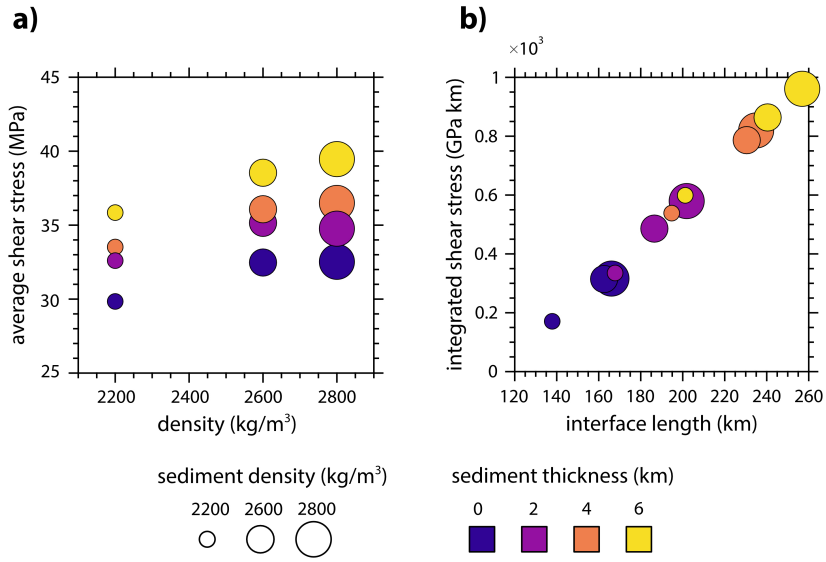 a)
45
40
35
30
25
average shear stress (MPa)
2200 2400 2600 2800
density (kg/m³)
b)
×10³
1
0.8
0.6
0.4
0.2
0
integrated shear stress (GPa km)
120 140 160 180 200 220 240 260
interface length (km)
sediment density (kg/m³)
2200 2600 2800
sediment thickness (km)
0 2 4 6